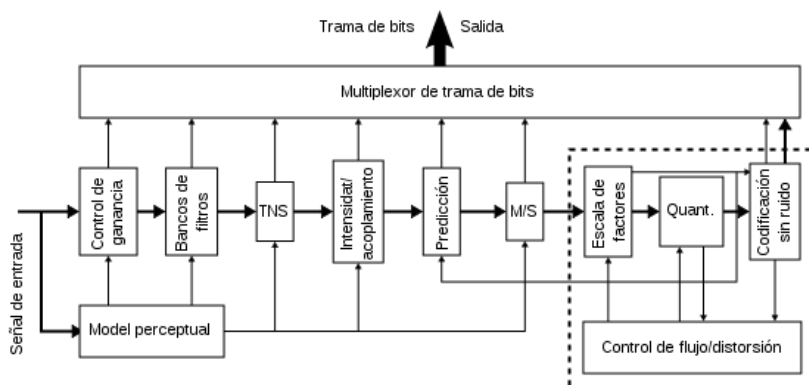 Trama de bits
Salida
Multiplexor de trama de bits
Señal de entrada
Control de
ganancia
Bancos de
filtros
TNS
Intensidat/
acoplamiento
Predicción
M/S
Escala de
factores
Quant.
Codificación
sin ruido
Model perceptual
Control de flujo/distorsión